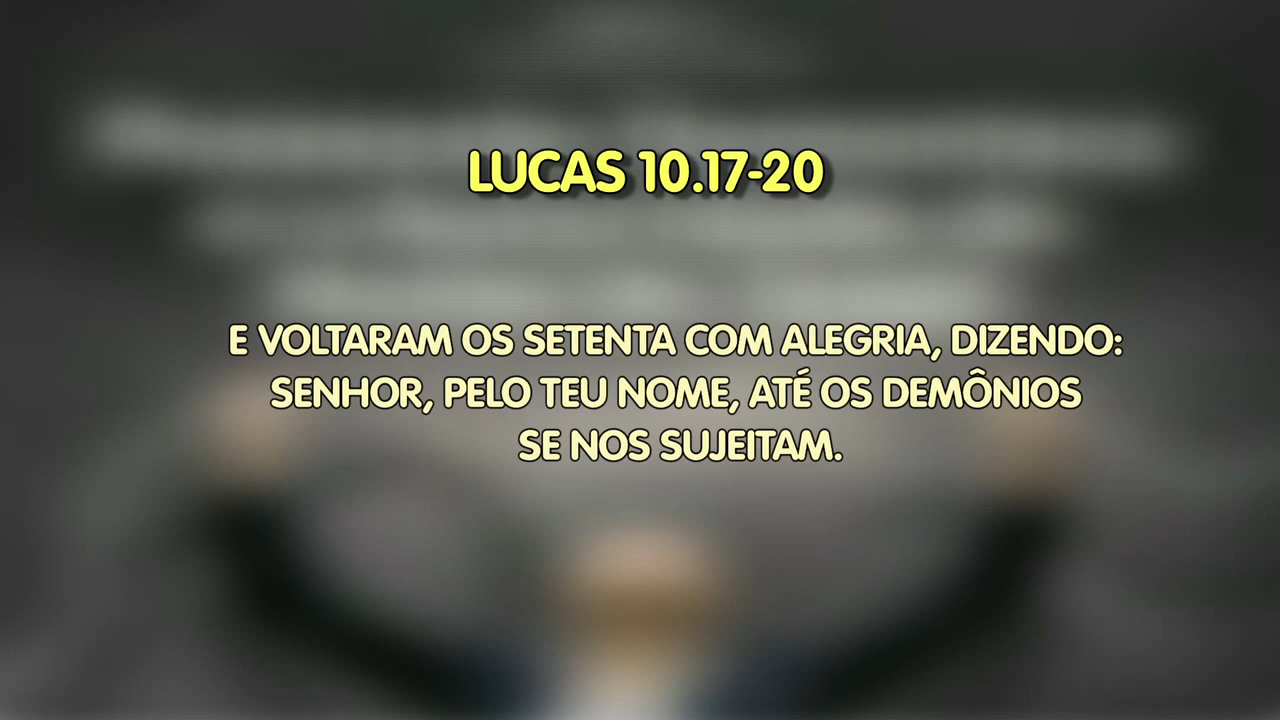 LUCAS 10.17-20
E VOLTARAM OS SETENTA COM ALEGRIA, DIZENDO:
SENHOR, PELO TEU NOME, ATÉ OS DEMÔNIOS
SE NOS SUJEITAM.